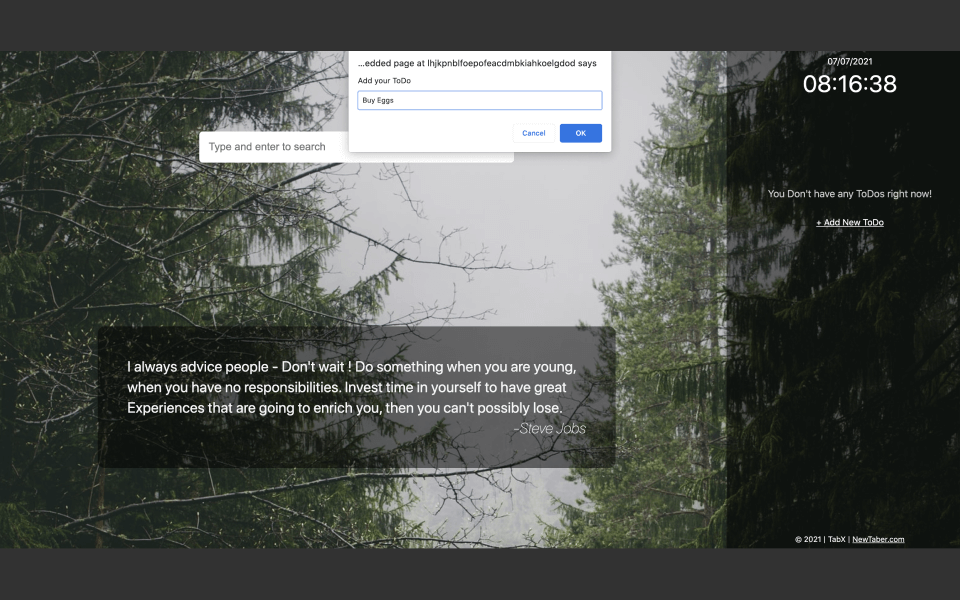 ...edded page at lhjkpnblfoepofeacdmbkiahkoelgdod says
Add your ToDo
Buy Eggs
Cancel
OK
Type and enter to search
07/07/2021
08:16:38
You Don't have any ToDos right now!
+ Add New ToDo
I always advice people - Don't wait ! Do something when you are young,
when you have no responsibilities. Invest time in yourself to have great
Experiences that are going to enrich you, then you can't possibly lose.
-Steve Jobs
© 2021 | TabX | NewTaber.com